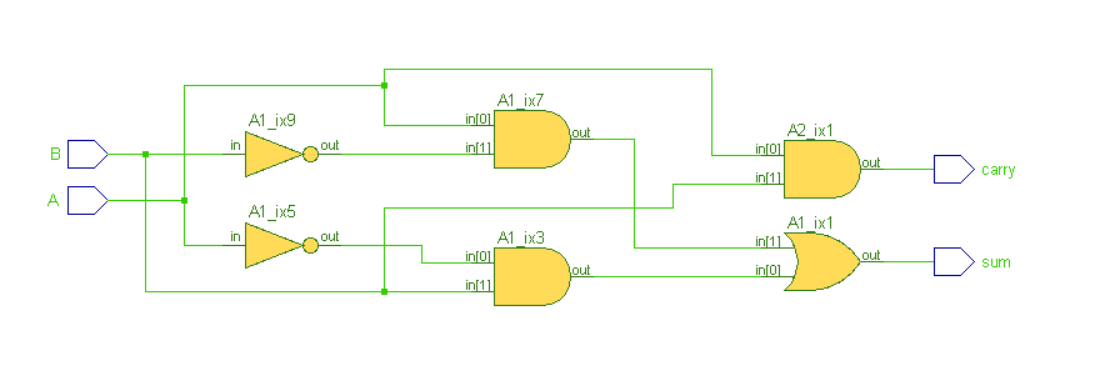 A1_ix7
A1_ix9
in[0]
out
A2_ix1
B
in
out
in[1]
in[0]
out
carry
in[1]
A
A1_ix5
A1_ix3
A1_ix1
in
out
in[0]
in[1]
out
sum
out
in[0]
in[1]